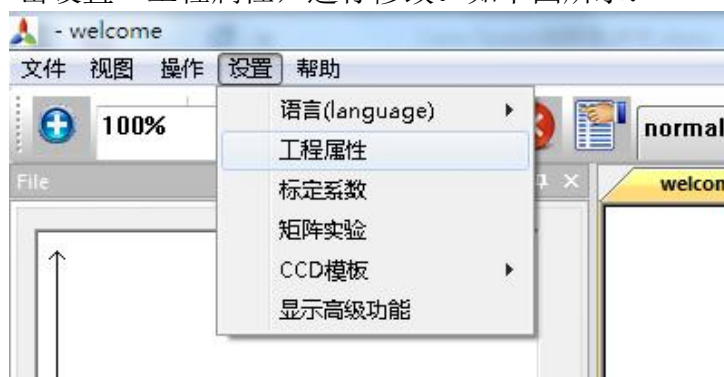 - welcome
文件 视图 操作 设置 帮助
100%
normal
语言(language)
工程属性
标定系数
矩阵实验
CCD模板
显示高级功能
File
welcon